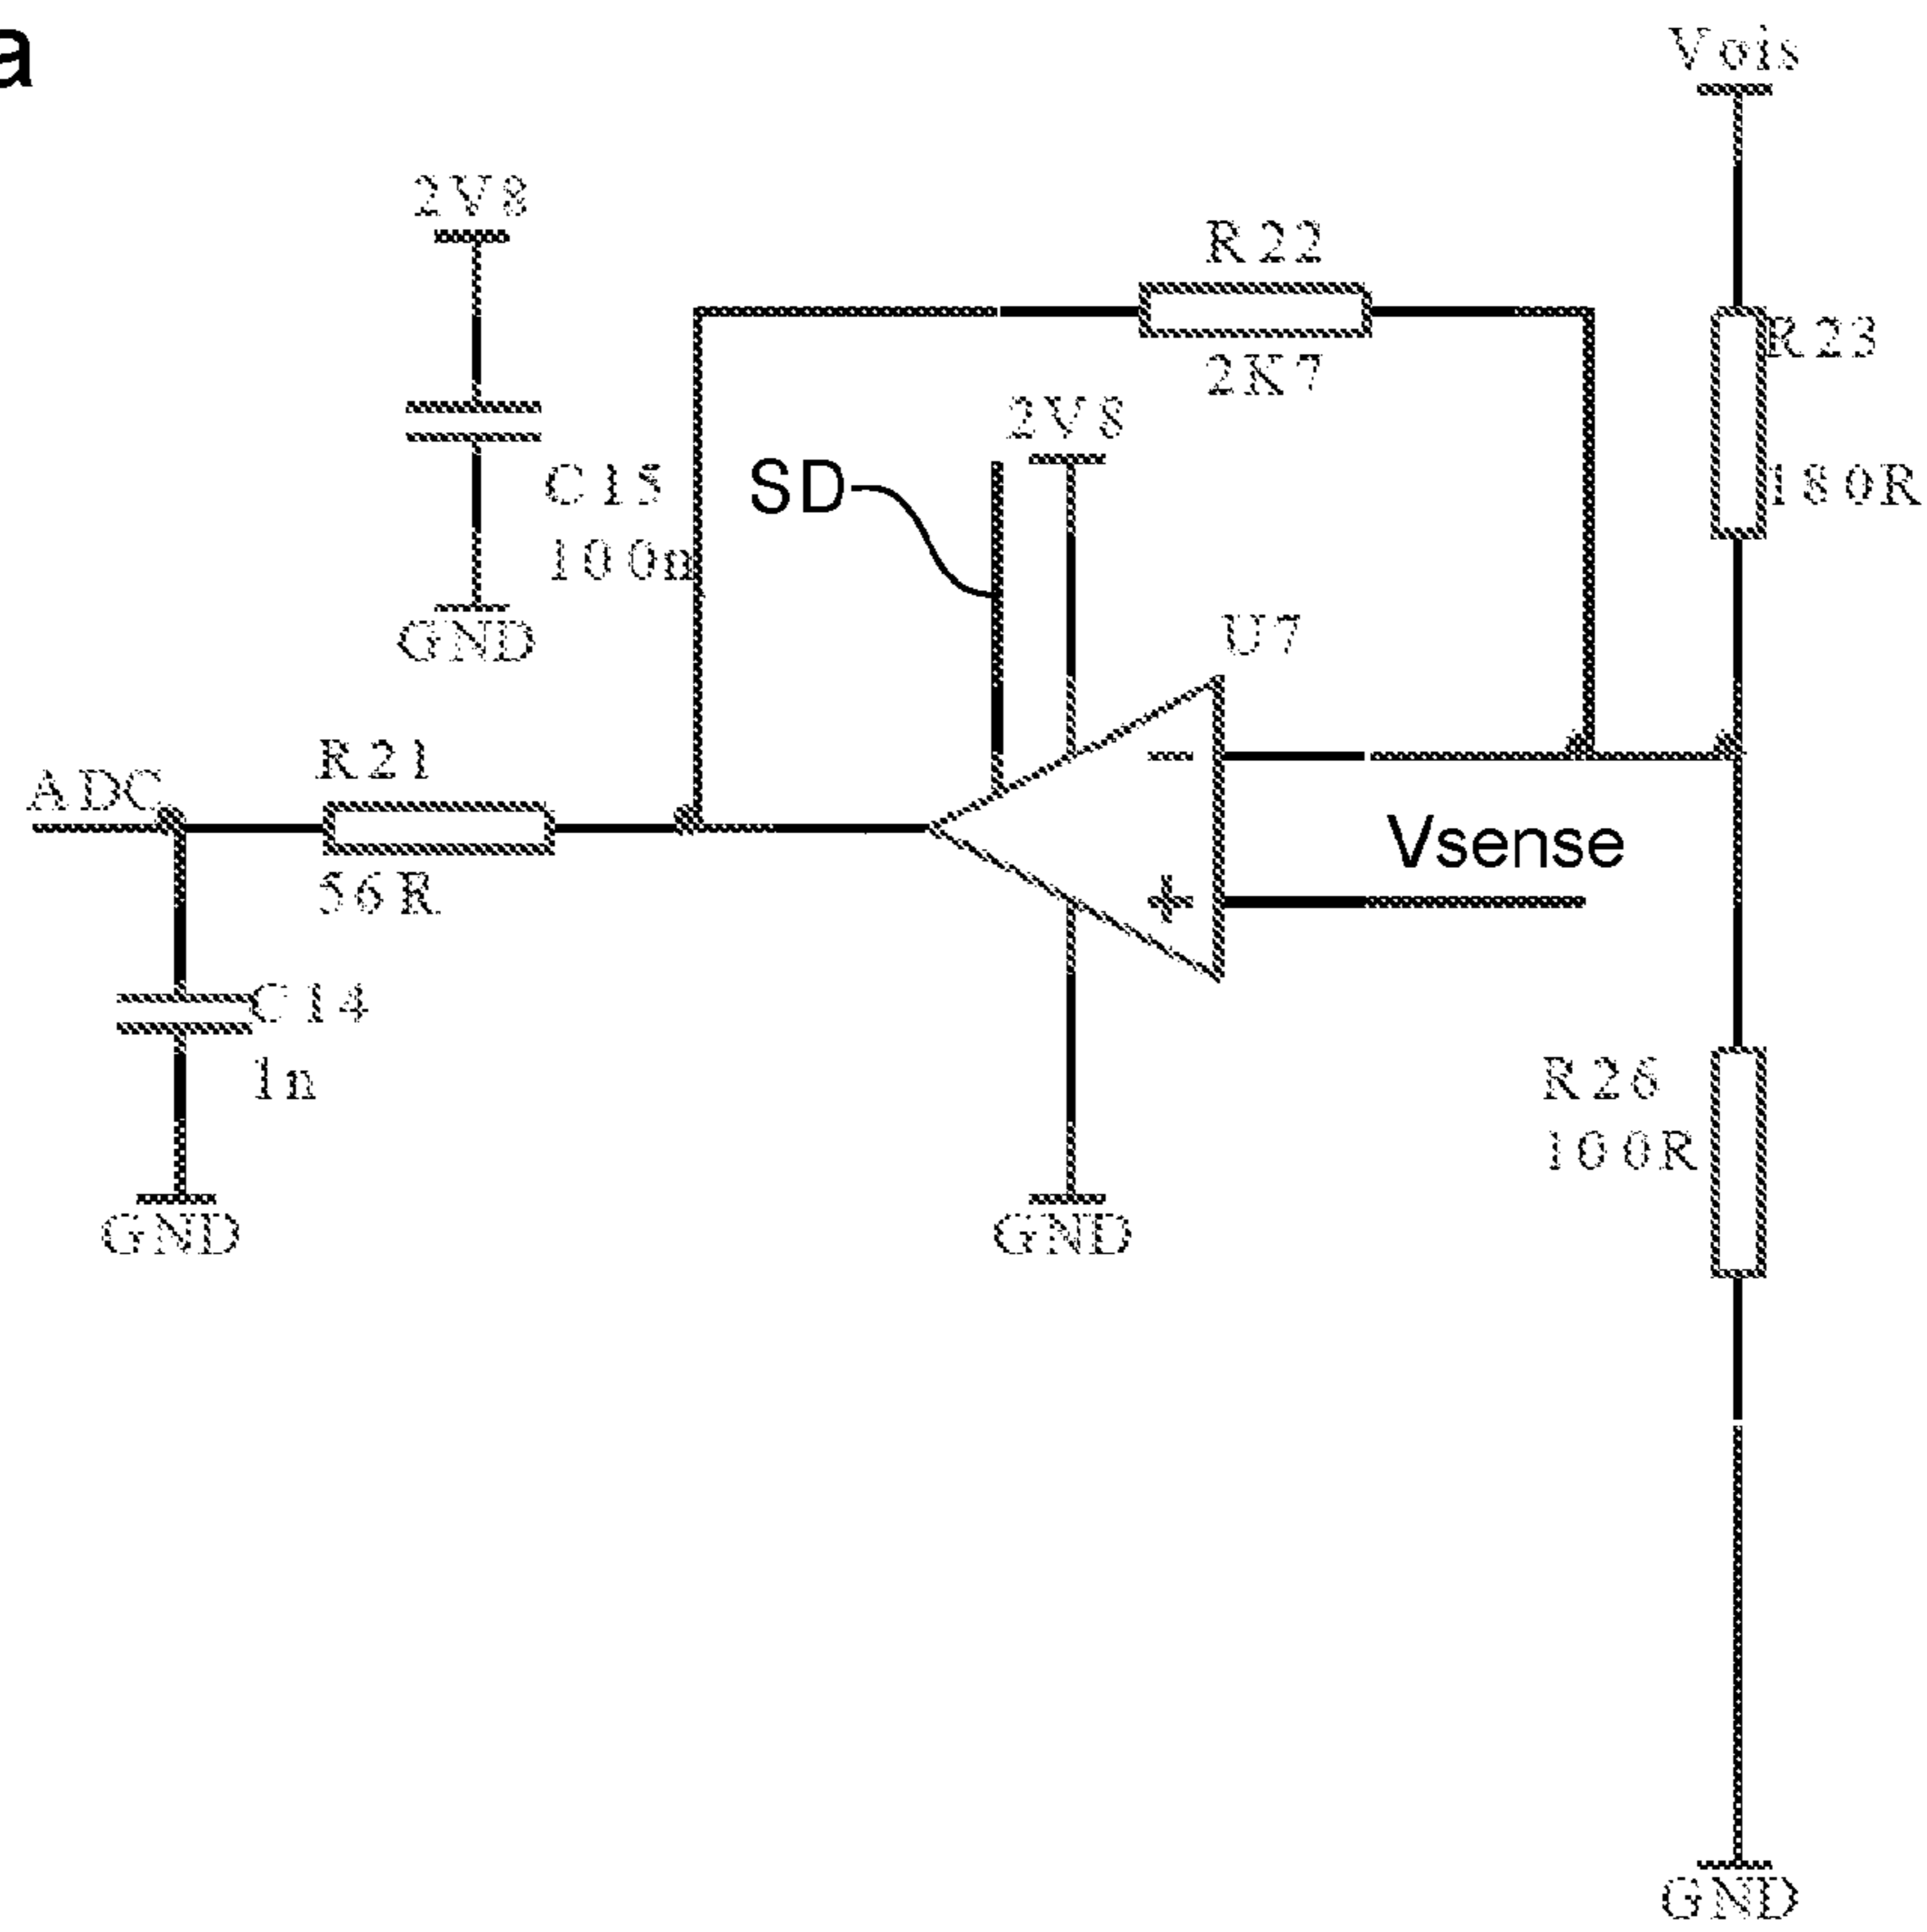 a
Vois
2V8
R22
R23
2K7
2V8
SD
C15
180R
100n
GND
U7
R21
ADC
Vsense
56R
C14
1n
R26
100R
GND
GND
GND